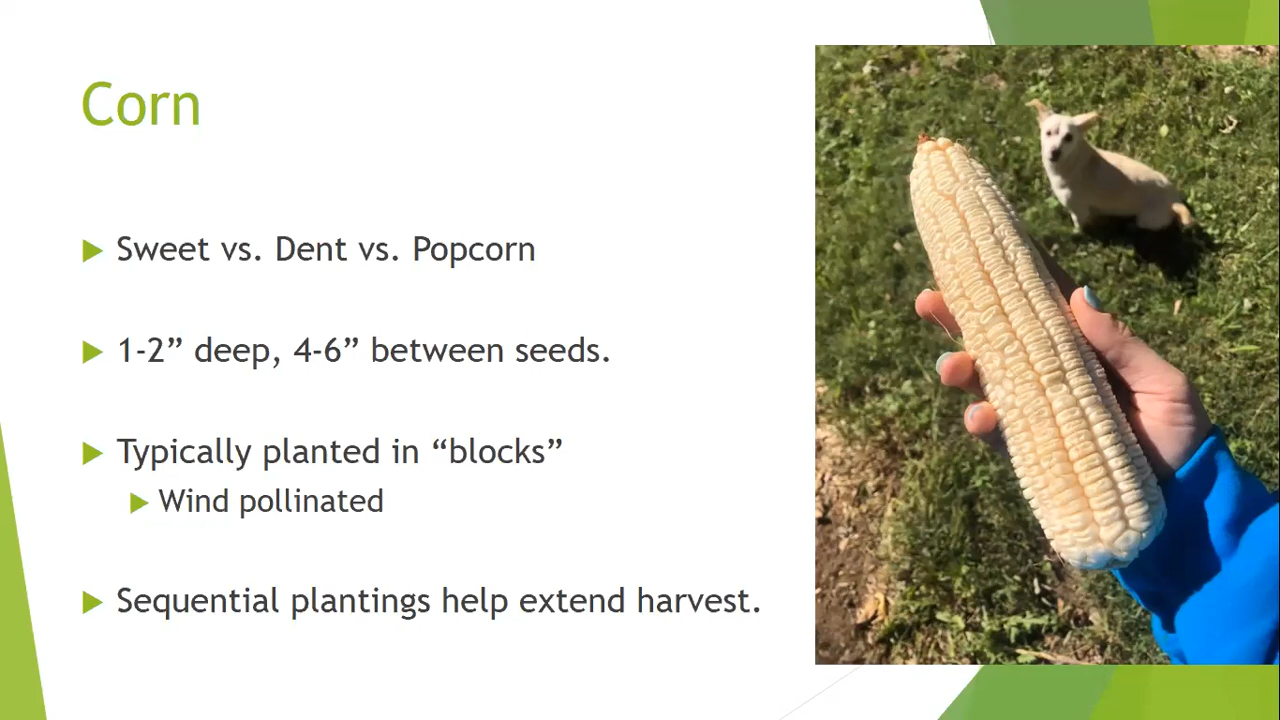 Corn
Sweet vs. Dent vs. Popcorn
1-2” deep, 4-6” between seeds.
Typically planted in “blocks”
Wind pollinated
Sequential plantings help extend harvest.